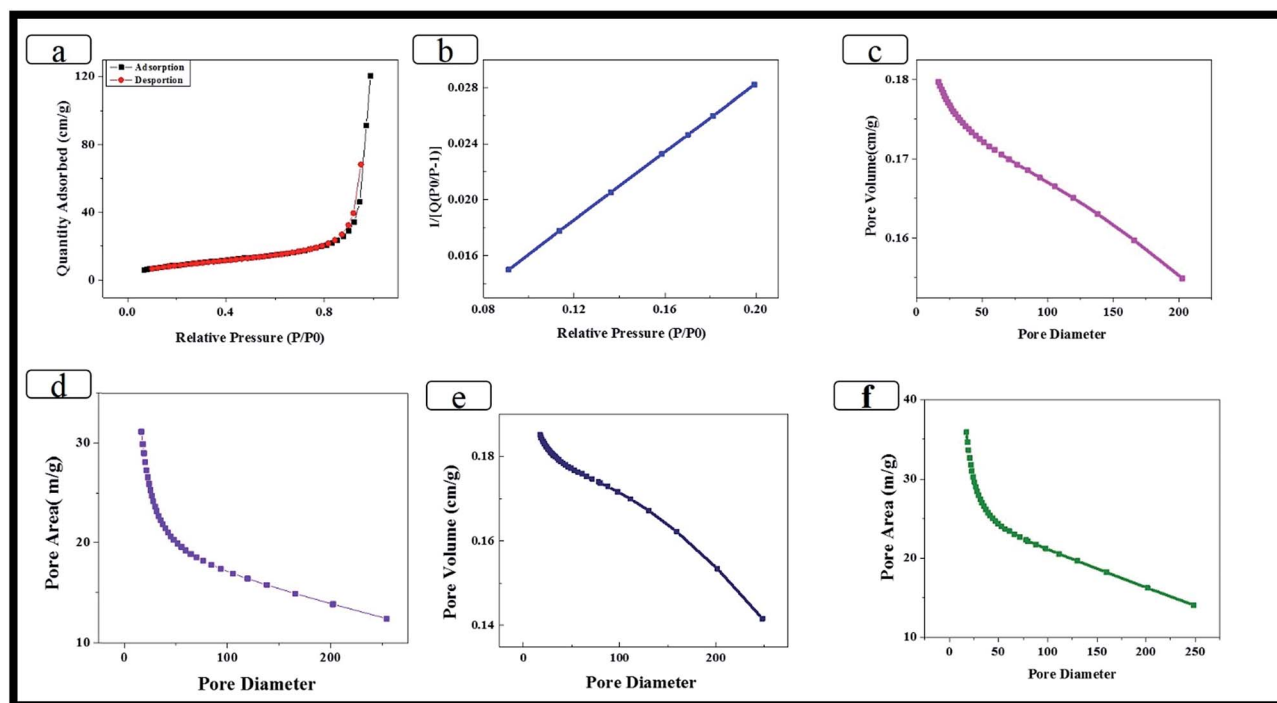 a
Adsorption
Desportion
Quantity Adsorbed (cm/g)
120
80
40
0
0.0
0.4
0.8
Relative Pressure (P/P0)
b
1/[Q(P0/P-1)]
0.028
0.024
0.020
0.016
0.08
0.12
0.16
0.20
Relative Pressure (P/P0)
c
Pore Volume(cm/g)
0.18
0.17
0.16
0
50
100
150
200
Pore Diameter
d
Pore Area( m/g)
30
20
10
0
100
200
Pore Diameter
e
Pore Volume (cm/g)
0.18
0.16
0.14
0
100
200
Pore Diameter
f
Pore Area (m/g)
40
30
20
10
0
50
100
150
200
250
Pore Diameter